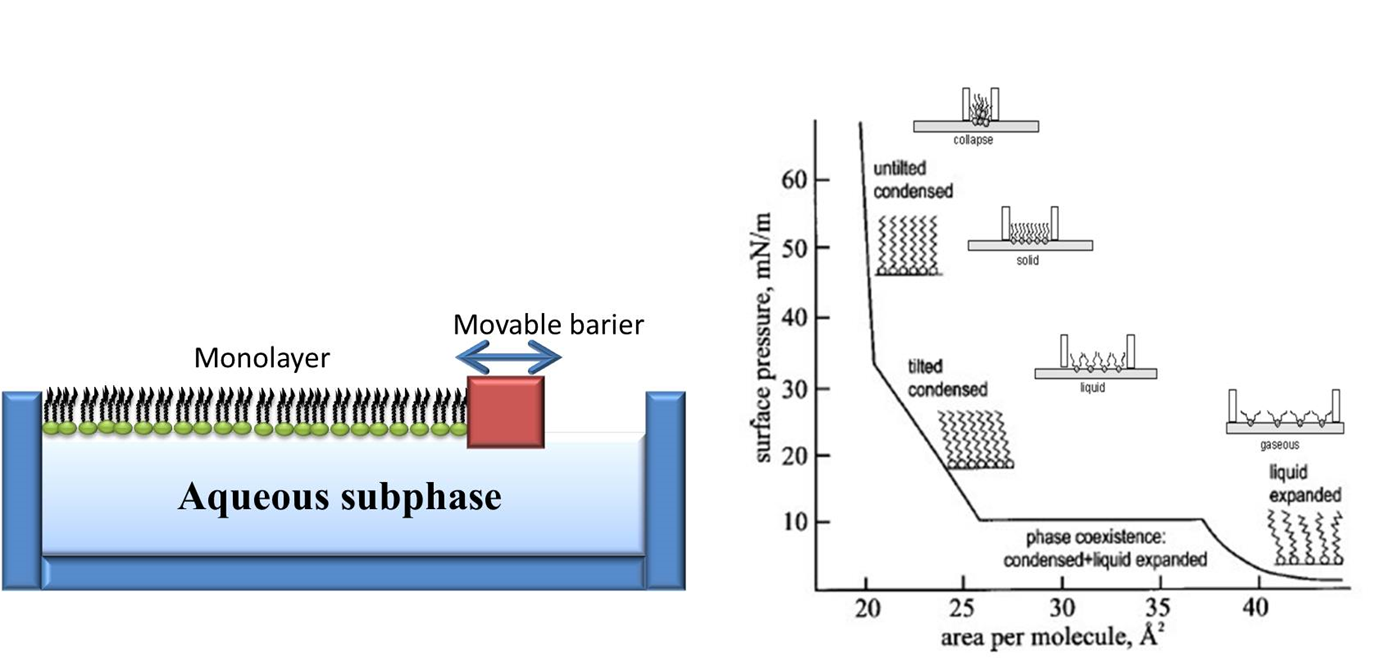 Movable barier
Monolayer
Aqueous subphase
surface pressure, mN/m
60
50
40
30
20
10
untilted
condensed
collapse
solid
tilted
condensed
liquid
gaseous
liquid
expanded
phase coexistence:
condensed+liquid expanded
20 25 30 35 40
area per molecule, Å²